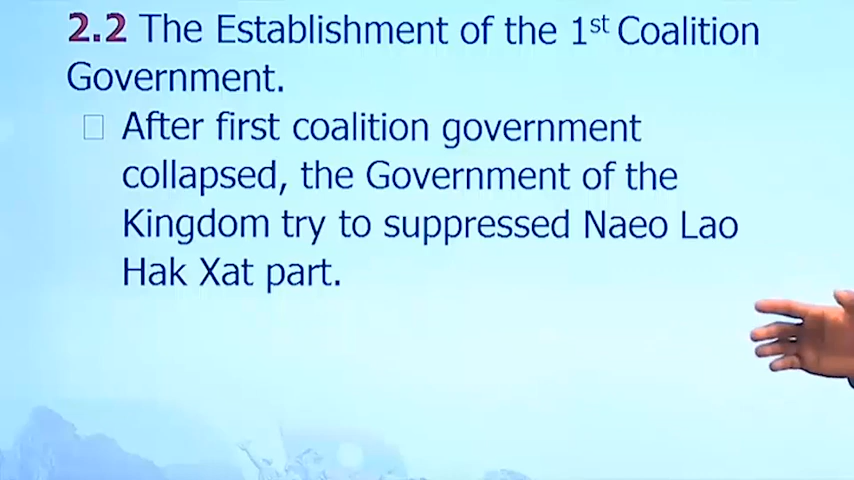 2.2 The Establishment of the 1st Coalition
Government.
□ After first coalition government
collapsed, the Government of the
Kingdom try to suppressed Naeo Lao
Hak Xat part.